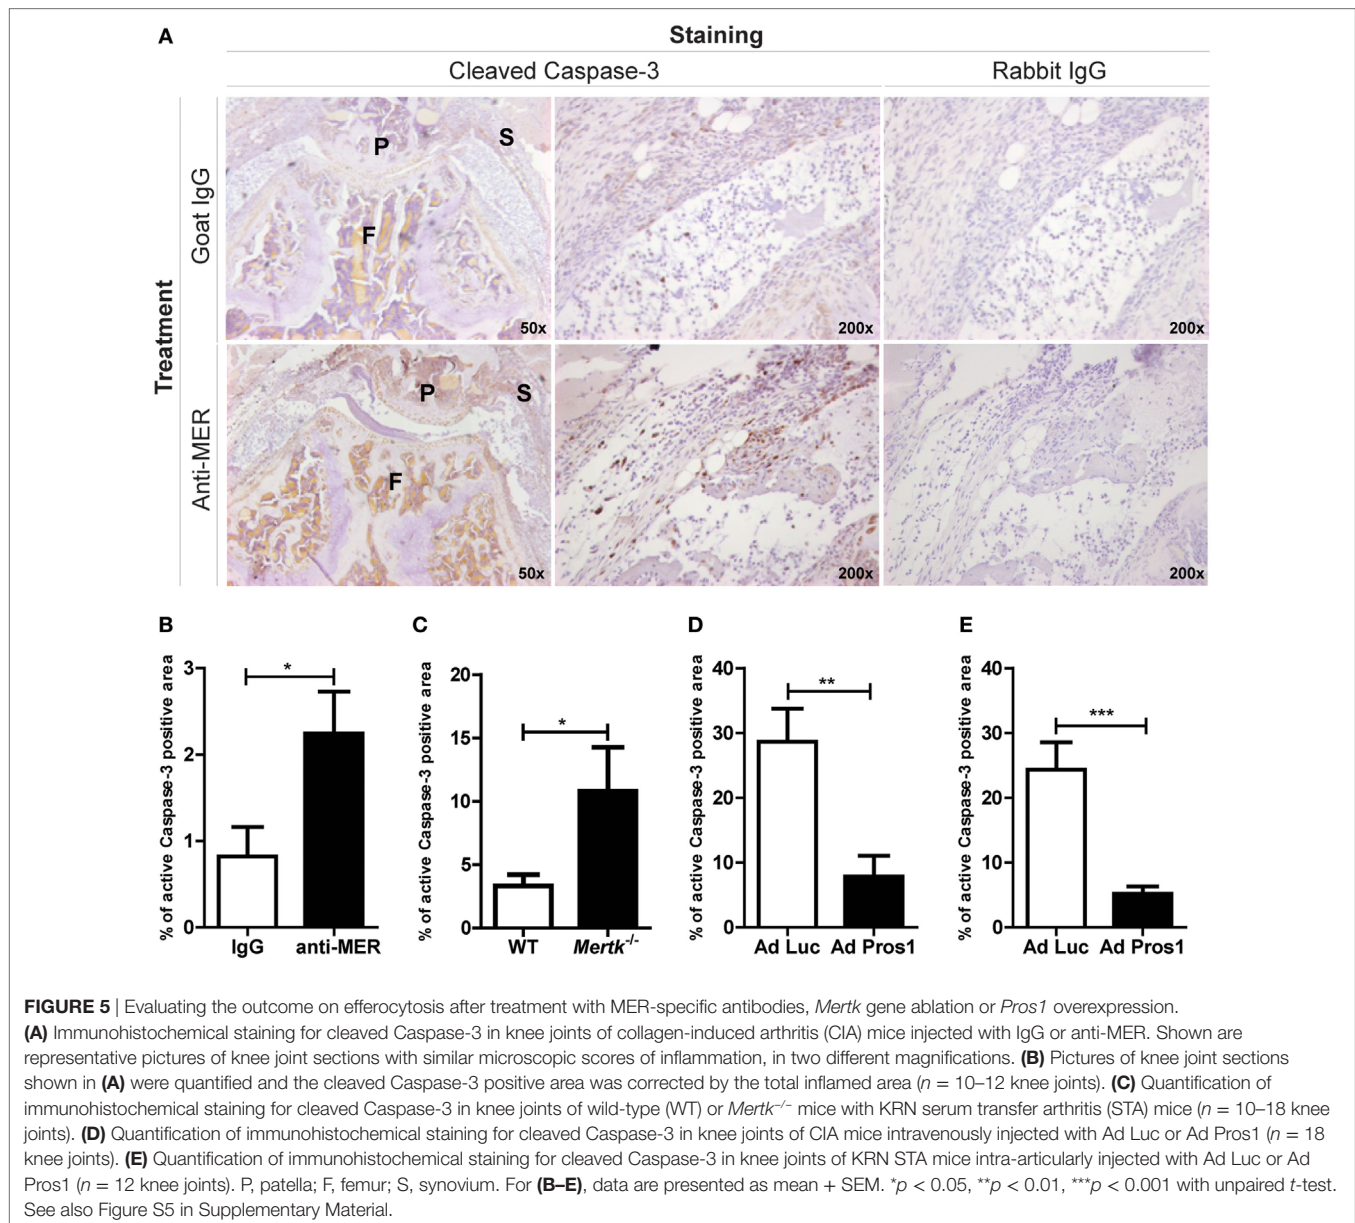 A
Staining
Cleaved Caspase-3
Rabbit IgG
Treatment
Goat IgG
P
S
F
50x
200x
200x
Anti-MER
P
S
F
50x
200x
200x
B
% of active Caspase-3 positive area
3
2
1
0
*
IgG
anti-MER
C
% of active Caspase-3 positive area
20
15
10
5
0
*
WT
Mertk-/-
D
% of active Caspase-3 positive area
40
30
20
10
0
**
Ad Luc
Ad Pros1
E
% of active Caspase-3 positive area
40
30
20
10
0
***
Ad Luc
Ad Pros1
FIGURE 5 | Evaluating the outcome on efferocytosis after treatment with MER-specific antibodies, Mertk gene ablation or Pros1 overexpression.
(A) Immunohistochemical staining for cleaved Caspase-3 in knee joints of collagen-induced arthritis (CIA) mice injected with IgG or anti-MER. Shown are
representative pictures of knee joint sections with similar microscopic scores of inflammation, in two different magnifications. (B) Pictures of knee joint sections
shown in (A) were quantified and the cleaved Caspase-3 positive area was corrected by the total inflamed area (n = 10–12 knee joints). (C) Quantification of
immunohistochemical staining for cleaved Caspase-3 in knee joints of wild-type (WT) or Mertk−/− mice with KRN serum transfer arthritis (STA) mice (n = 10–18 knee
joints). (D) Quantification of immunohistochemical staining for cleaved Caspase-3 in knee joints of CIA mice intravenously injected with Ad Luc or Ad Pros1 (n = 18
knee joints). (E) Quantification of immunohistochemical staining for cleaved Caspase-3 in knee joints of KRN STA mice intra-articularly injected with Ad Luc or Ad
Pros1 (n = 12 knee joints). P, patella; F, femur; S, synovium. For (B–E), data are presented as mean + SEM. *p < 0.05, **p < 0.01, ***p < 0.001 with unpaired t-test.
See also Figure S5 in Supplementary Material.